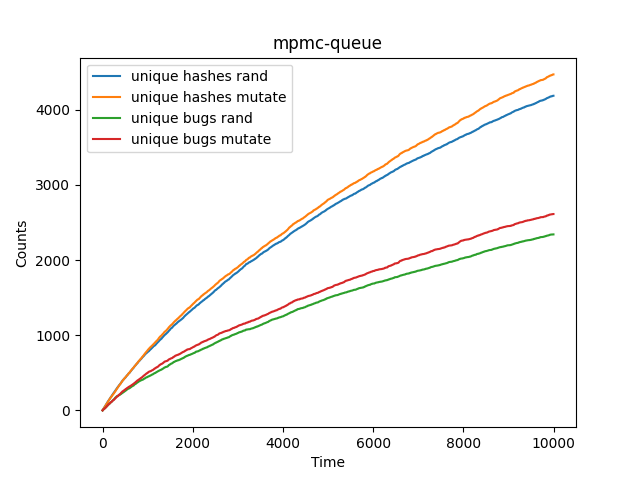 mpmc-queue
unique hashes rand
unique hashes mutate
unique bugs rand
unique bugs mutate
Counts
4000
3000
2000
1000
0
0 2000 4000 6000 8000 10000
Time